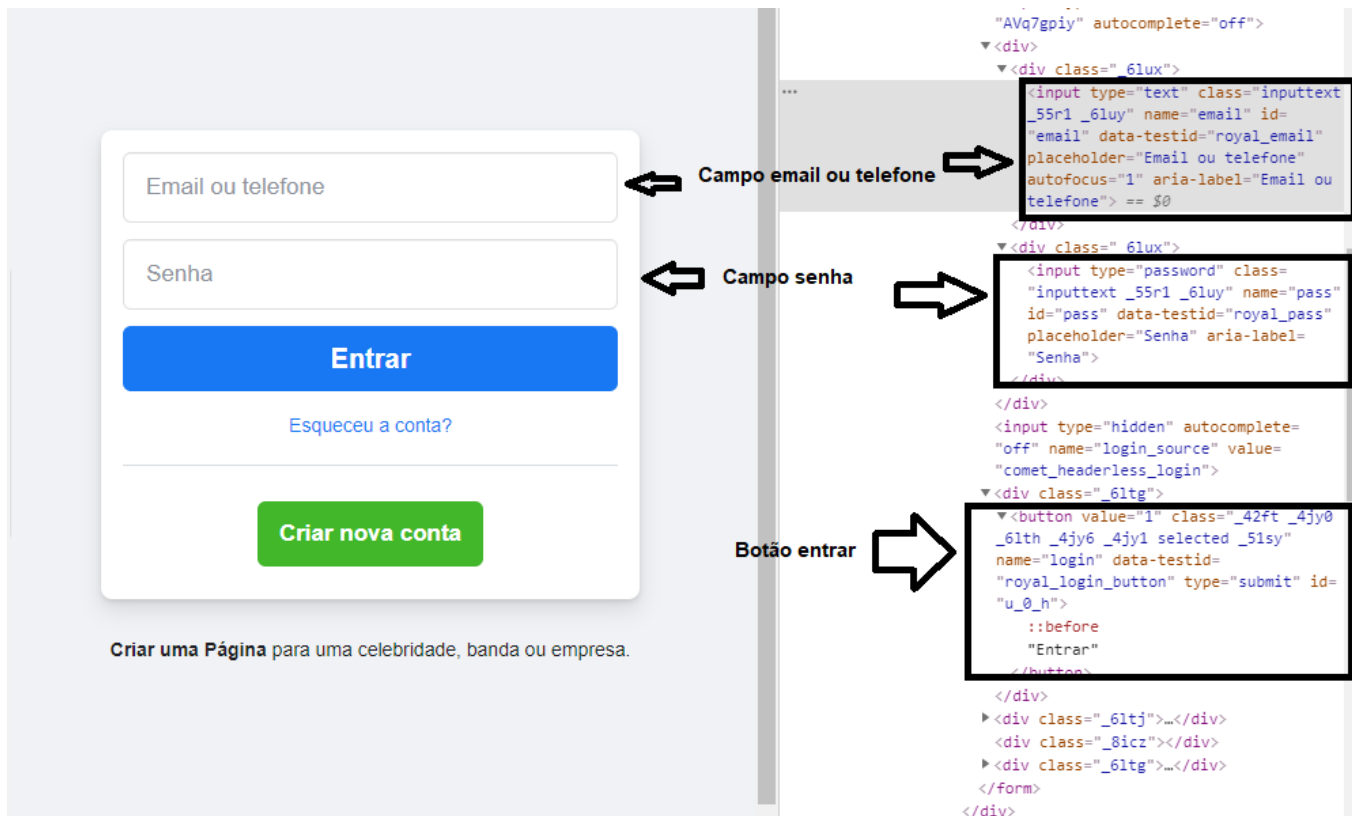 Email ou telefone
Senha
Entrar
Esqueceu a conta?
Criar nova conta
Criar uma Página para uma celebridade, banda ou empresa.
Campo email ou telefone
Campo senha
Botão entrar
"AVq7gpiy" autocomplete="off">
▼<div>
▼<div class="_6lux">
...
<input type="text" class="inputtext
_55r1 _6luy" name="email" id=
"email" data-testid="royal_email"
placeholder="Email ou telefone"
autofocus="1" aria-label="Email ou
telefone"> == $0
</div>
▼<div class="_6lux">
<input type="password" class=
"inputtext _55r1 _6luy" name="pass"
id="pass" data-testid="royal_pass"
placeholder="Senha" aria-label=
"Senha">
</div>
</div>
<input type="hidden" autocomplete=
"off" name="login_source" value=
"comet_headerless_login">
▼<div class="_6ltg">
▼<button value="1" class="_42ft _4jy0
_6lth _4jy6 _4jy1 selected _51sy"
name="login" data-testid=
"royal_login_button" type="submit" id=
"u_0_h">
::before
"Entrar"
</button>
</div>
▶<div class="_6ltj">…</div>
<div class="_8icz"></div>
▶<div class="_6ltg">…</div>
</form>
</div>